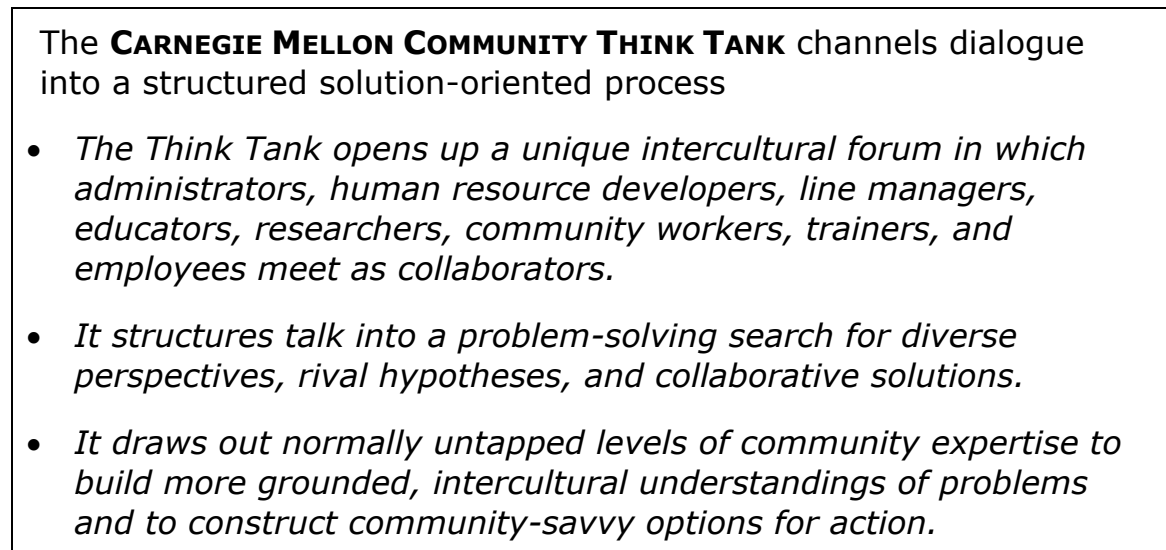 The CARNEGIE MELLON COMMUNITY THINK TANK channels dialogue
into a structured solution-oriented process
• The Think Tank opens up a unique intercultural forum in which
administrators, human resource developers, line managers,
educators, researchers, community workers, trainers, and
employees meet as collaborators.
• It structures talk into a problem-solving search for diverse
perspectives, rival hypotheses, and collaborative solutions.
• It draws out normally untapped levels of community expertise to
build more grounded, intercultural understandings of problems
and to construct community-savvy options for action.